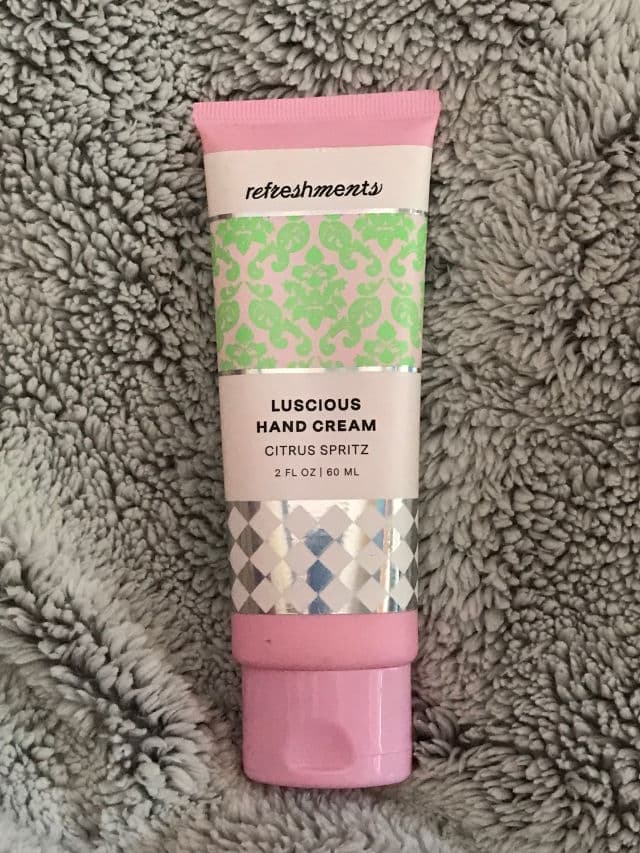 refreshments
LUSCIOUS
HAND CREAM
CITRUS SPRITZ
2 FL OZ | 60 ML